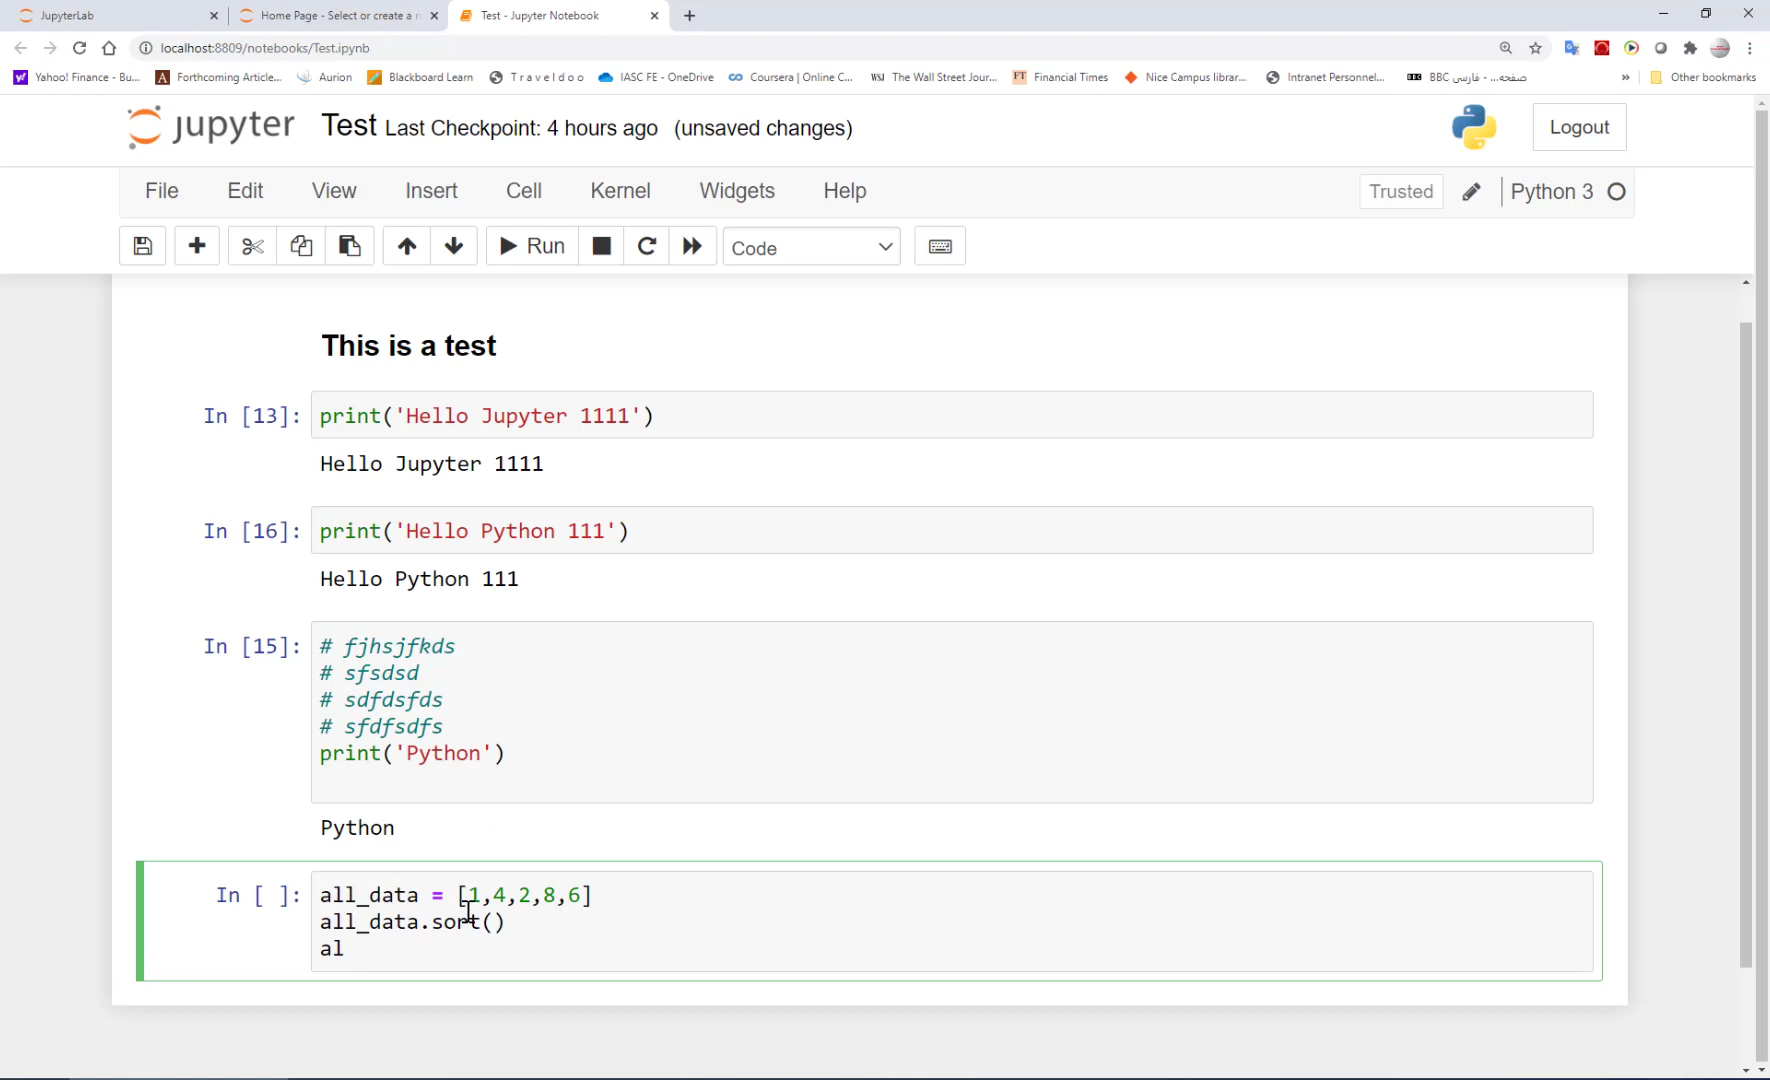 JupyterLab
Home Page - Select or create a n
Test - Jupyter Notebook
localhost:8809/notebooks/Test.ipynb
Yahoo! Finance - Bu...
Forthcoming Article...
Aurion
Blackboard Learn
T r a v e l d o o
IASC FE - OneDrive
Coursera | Online C...
WSJ The Wall Street Jour...
FT Financial Times
Nice Campus librar...
Intranet Personnel...
BBC صفحه... - فارسی BBC
»
Other bookmarks
jupyter Test Last Checkpoint: 4 hours ago (unsaved changes)
Logout
File Edit View Insert Cell Kernel Widgets Help
Trusted
Python 3
Run
Code
This is a test
In [13]: print('Hello Jupyter 1111')
Hello Jupyter 1111
In [16]: print('Hello Python 111')
Hello Python 111
In [15]: # fjhsjfkds
# sfsdsd
# sdfdsfds
# sfdfsdfs
print('Python')
Python
In [ ]: all_data = [1,4,2,8,6]
all_data.sort()
al